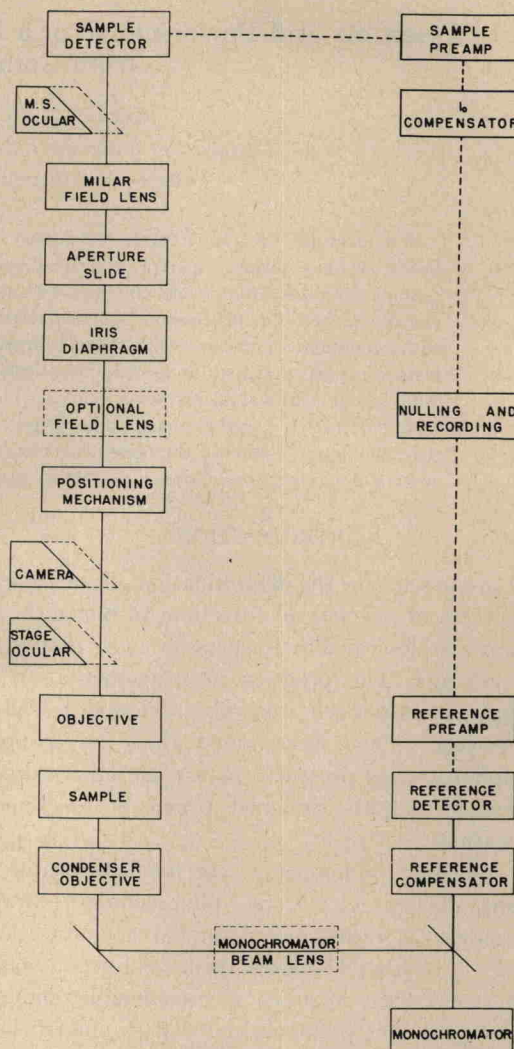 SAMPLE
DETECTOR
SAMPLE
PREAMP
M.S.
OCULAR
I₀
COMPENSATOR
MILAR
FIELD LENS
APERTURE
SLIDE
IRIS
DIAPHRAGM
OPTIONAL
FIELD LENS
NULLING AND
RECORDING
POSITIONING
MECHANISM
CAMERA
STAGE
OCULAR
OBJECTIVE
REFERENCE
PREAMP
SAMPLE
REFERENCE
DETECTOR
CONDENSER
OBJECTIVE
REFERENCE
COMPENSATOR
MONOCHROMATOR
BEAM LENS
MONOCHROMATOR